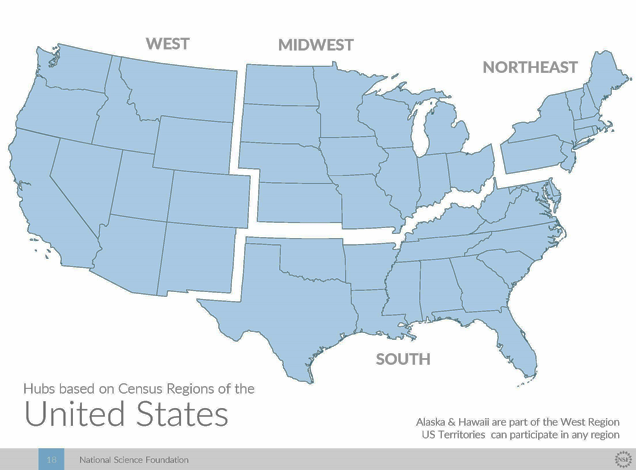 WEST
MIDWEST
NORTHEAST
SOUTH
Hubs based on Census Regions of the
United States
Alaska & Hawaii are part of the West Region
US Territories can participate in any region
18 National Science Foundation
NSF